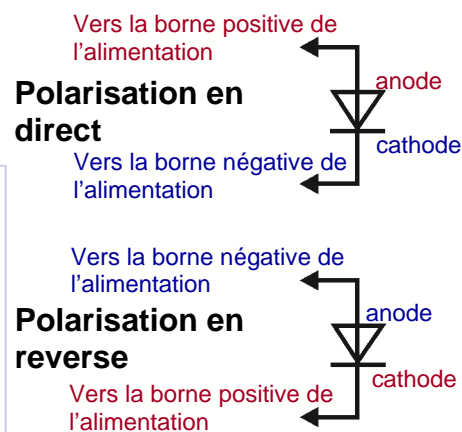 Vers la borne positive de
l’alimentation
anode
Polarisation en
direct
cathode
Vers la borne négative de
l’alimentation
Vers la borne négative de
l’alimentation
anode
Polarisation en
reverse
cathode
Vers la borne positive de
l’alimentation